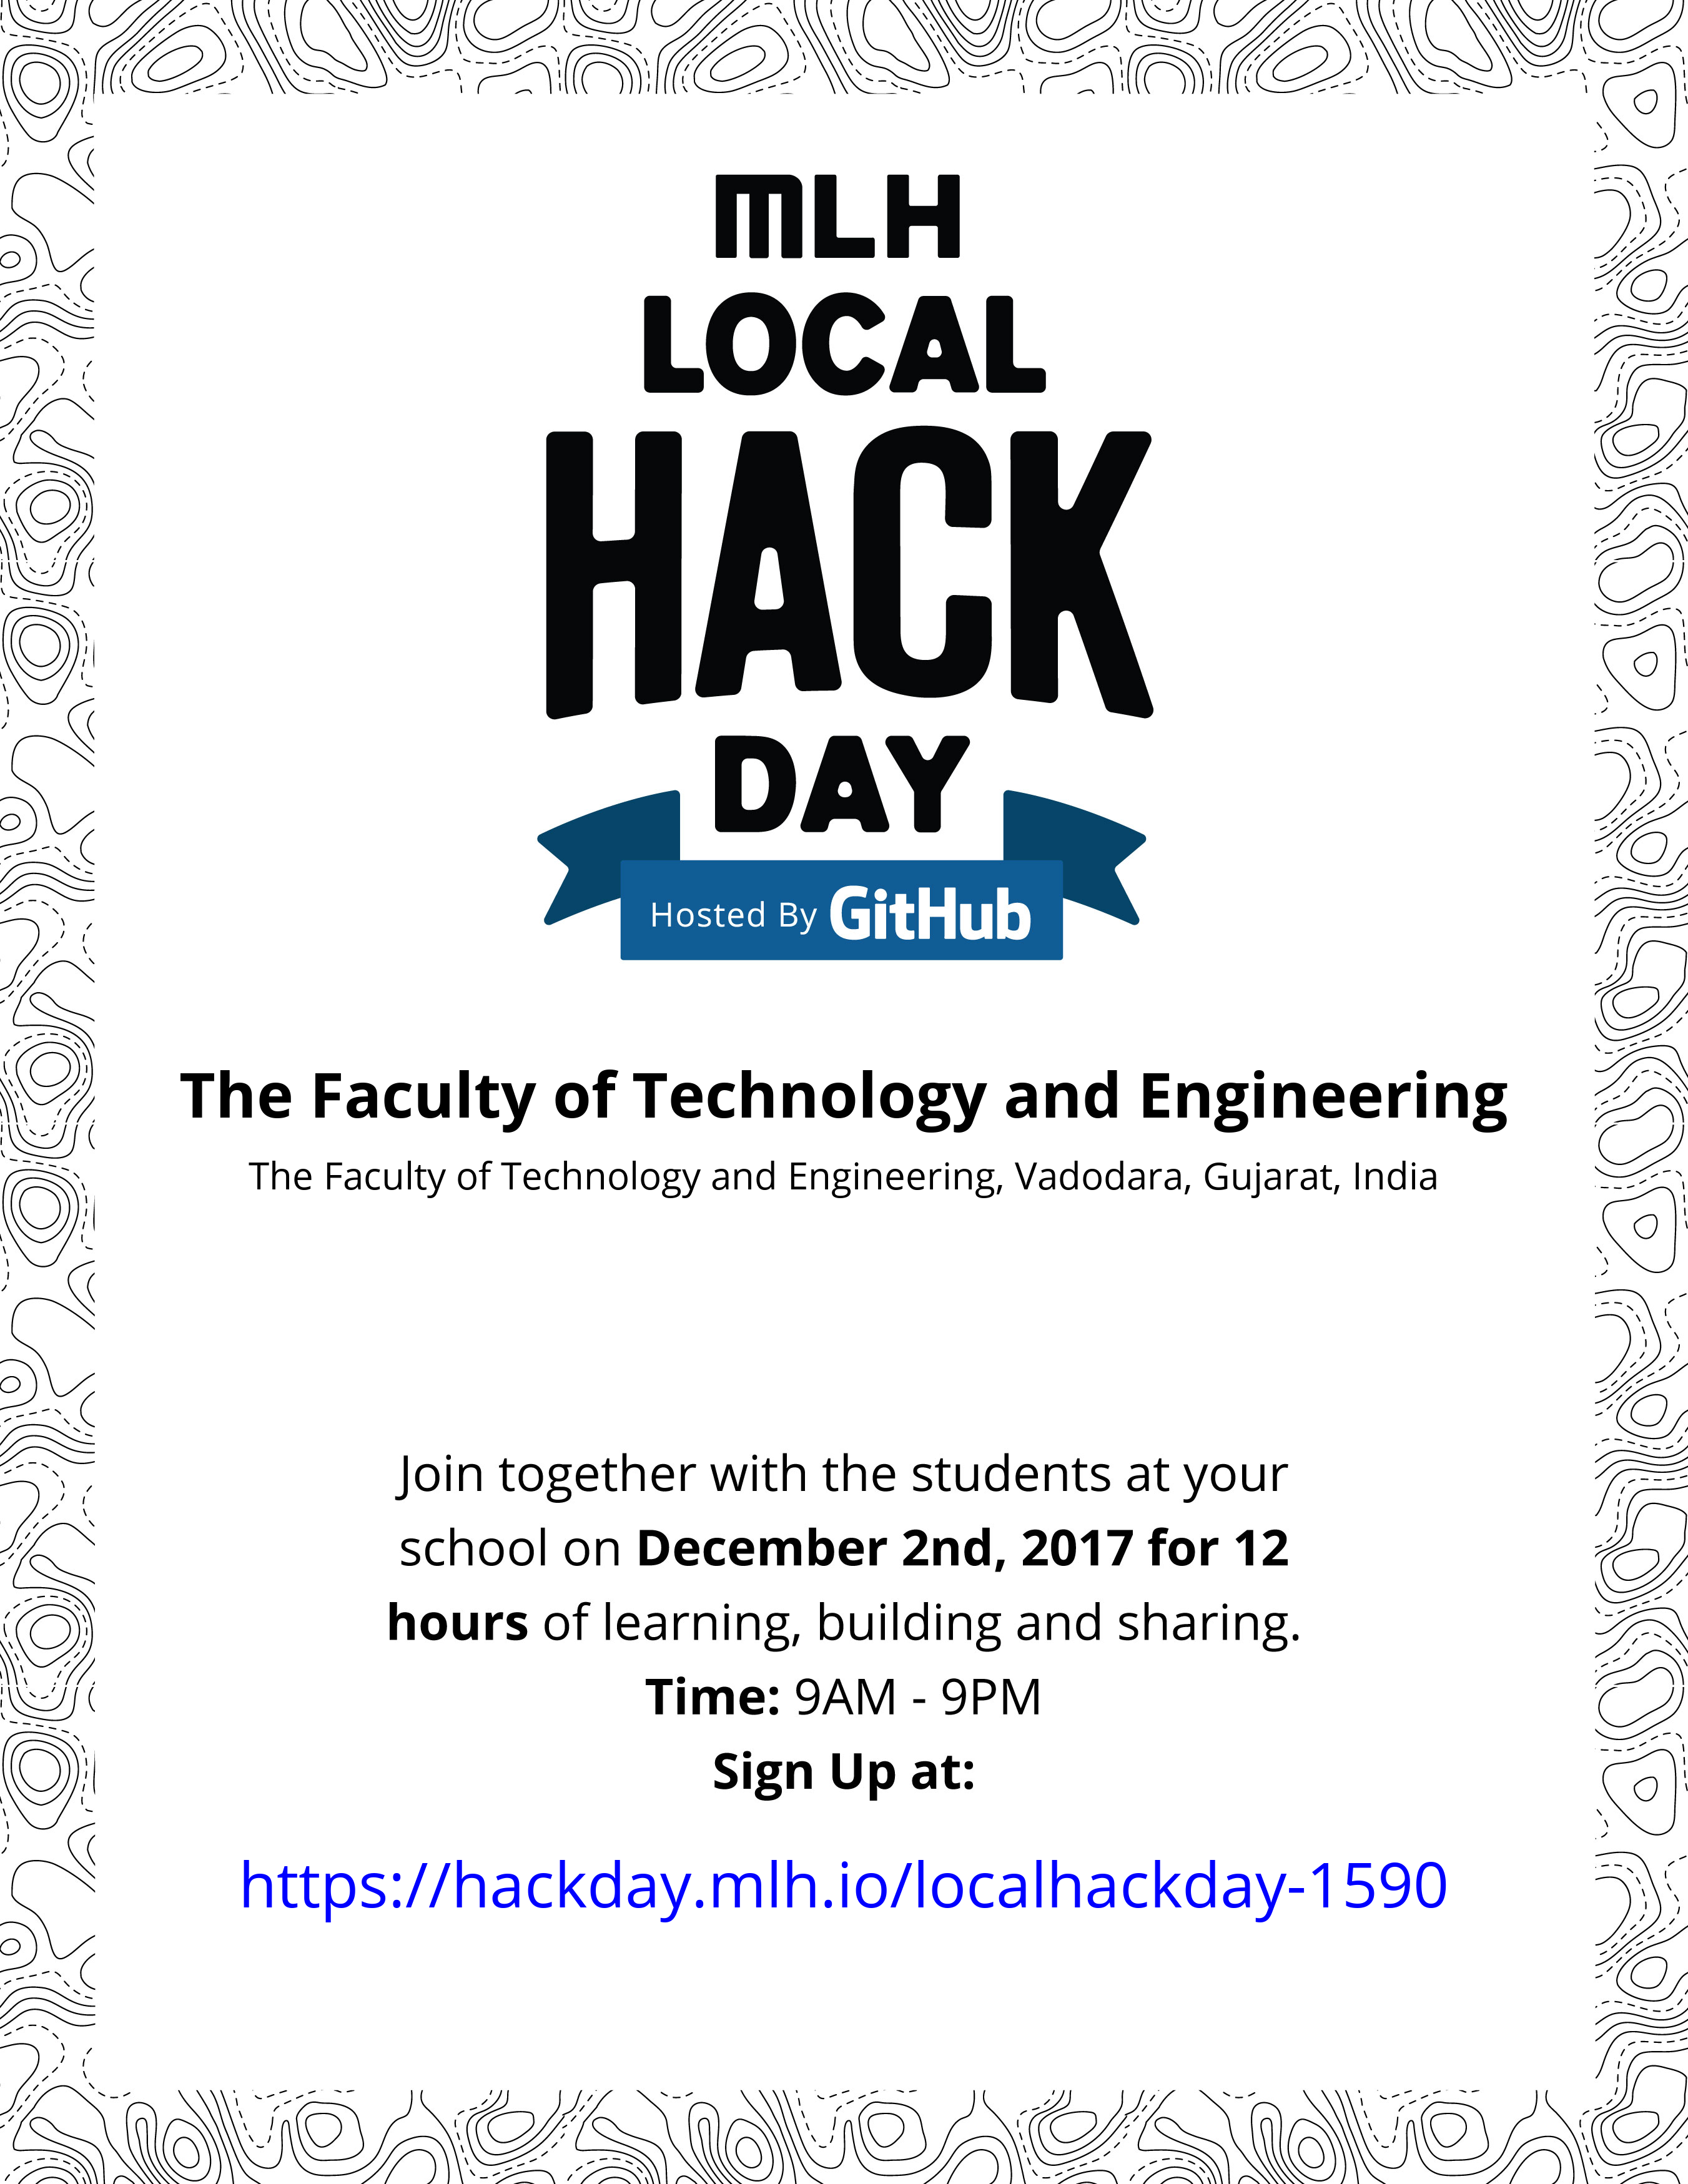 MLH
LOCAL
HACK
DAY
Hosted By GitHub
The Faculty of Technology and Engineering
The Faculty of Technology and Engineering, Vadodara, Gujarat, India
Join together with the students at your
school on December 2nd, 2017 for 12
hours of learning, building and sharing.
Time: 9AM - 9PM
Sign Up at:
https://hackday.mlh.io/localhackday-1590